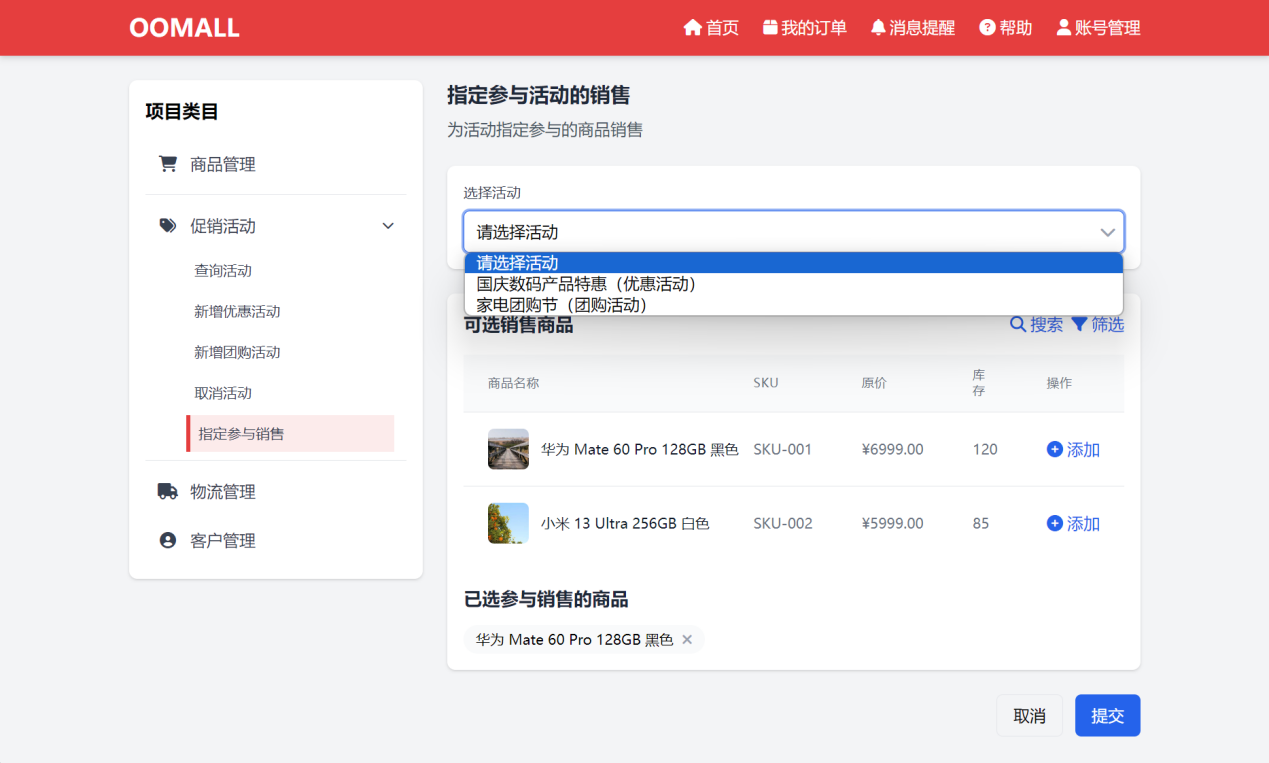 OOMALL
首页
我的订单
消息提醒
帮助
账号管理
项目类目
商品管理
促销活动
查询活动
新增优惠活动
新增团购活动
取消活动
指定参与销售
物流管理
客户管理
指定参与活动的销售
为活动指定参与的商品销售
选择活动
请选择活动
请选择活动
国庆数码产品特惠（优惠活动）
家电团购节（团购活动）
可选销售商品
搜索
筛选
商品名称 SKU 原价 库存 操作
华为 Mate 60 Pro 128GB 黑色 SKU-001 ¥6999.00 120 添加
小米 13 Ultra 256GB 白色 SKU-002 ¥5999.00 85 添加
已选参与销售的商品
华为 Mate 60 Pro 128GB 黑色
取消
提交